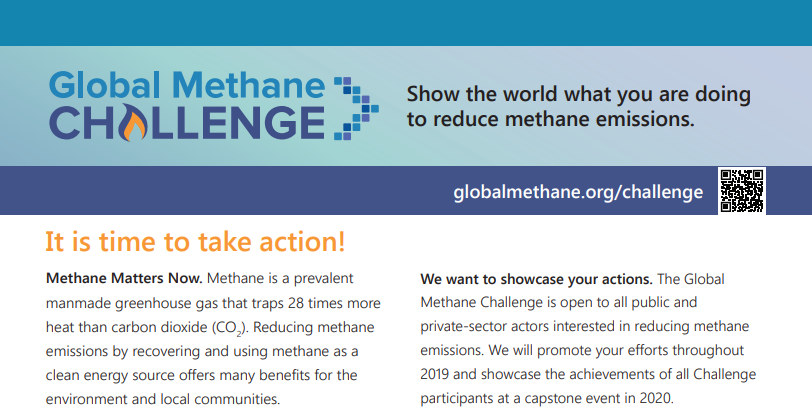 Global Methane
CHALLENGE
Show the world what you are doing
to reduce methane emissions.
globalmethane.org/challenge
It is time to take action!
Methane Matters Now. Methane is a prevalent
manmade greenhouse gas that traps 28 times more
heat than carbon dioxide (CO₂). Reducing methane
emissions by recovering and using methane as a
clean energy source offers many benefits for the
environment and local communities.
We want to showcase your actions. The Global
Methane Challenge is open to all public and
private-sector actors interested in reducing methane
emissions. We will promote your efforts throughout
2019 and showcase the achievements of all Challenge
participants at a capstone event in 2020.